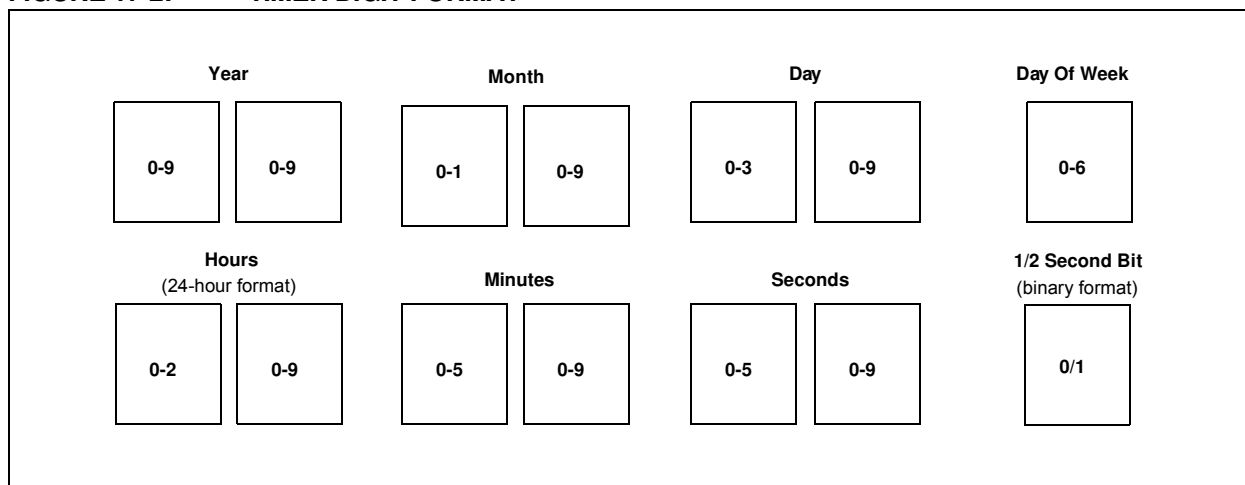 Year Month Day Day Of Week
0-9 0-9 0-1 0-9 0-3 0-9 0-6
Hours Minutes Seconds 1/2 Second Bit
(24-hour format) (binary format)
0-2 0-9 0-5 0-9 0-5 0-9 0/1